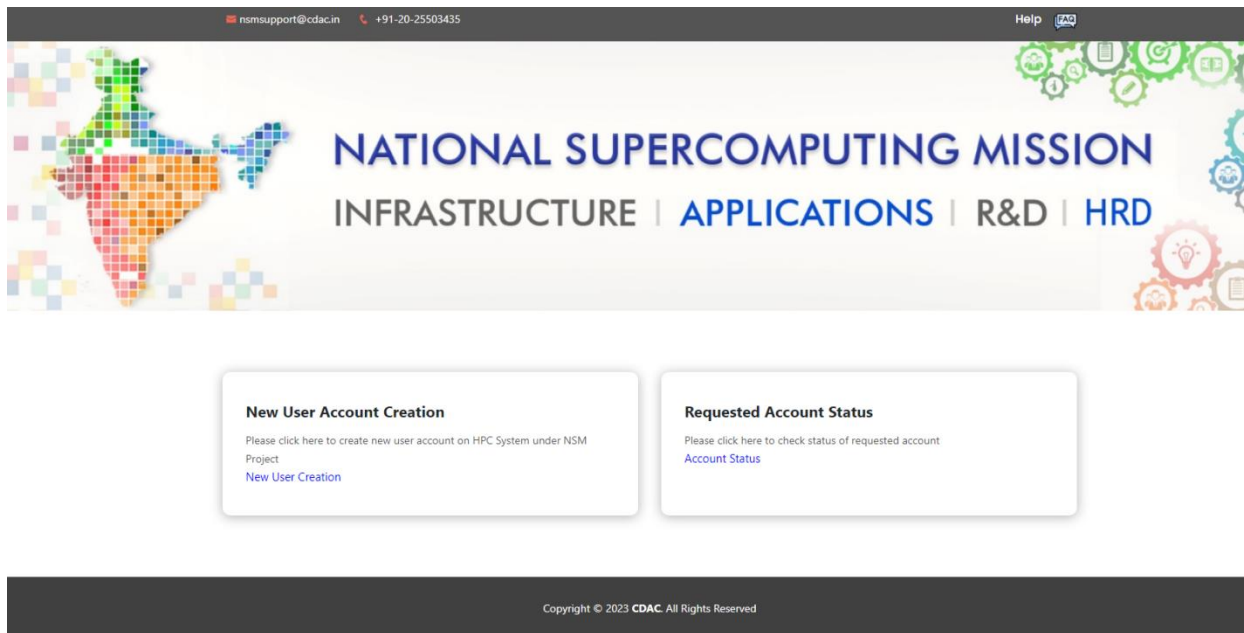 nsmsupport@cdac.in +91-20-25503435 Help FAQ
NATIONAL SUPERCOMPUTING MISSION
INFRASTRUCTURE | APPLICATIONS | R&D | HRD
New User Account Creation
Please click here to create new user account on HPC System under NSM
Project
New User Creation
Requested Account Status
Please click here to check status of requested account
Account Status
Copyright © 2023 CDAC. All Rights Reserved